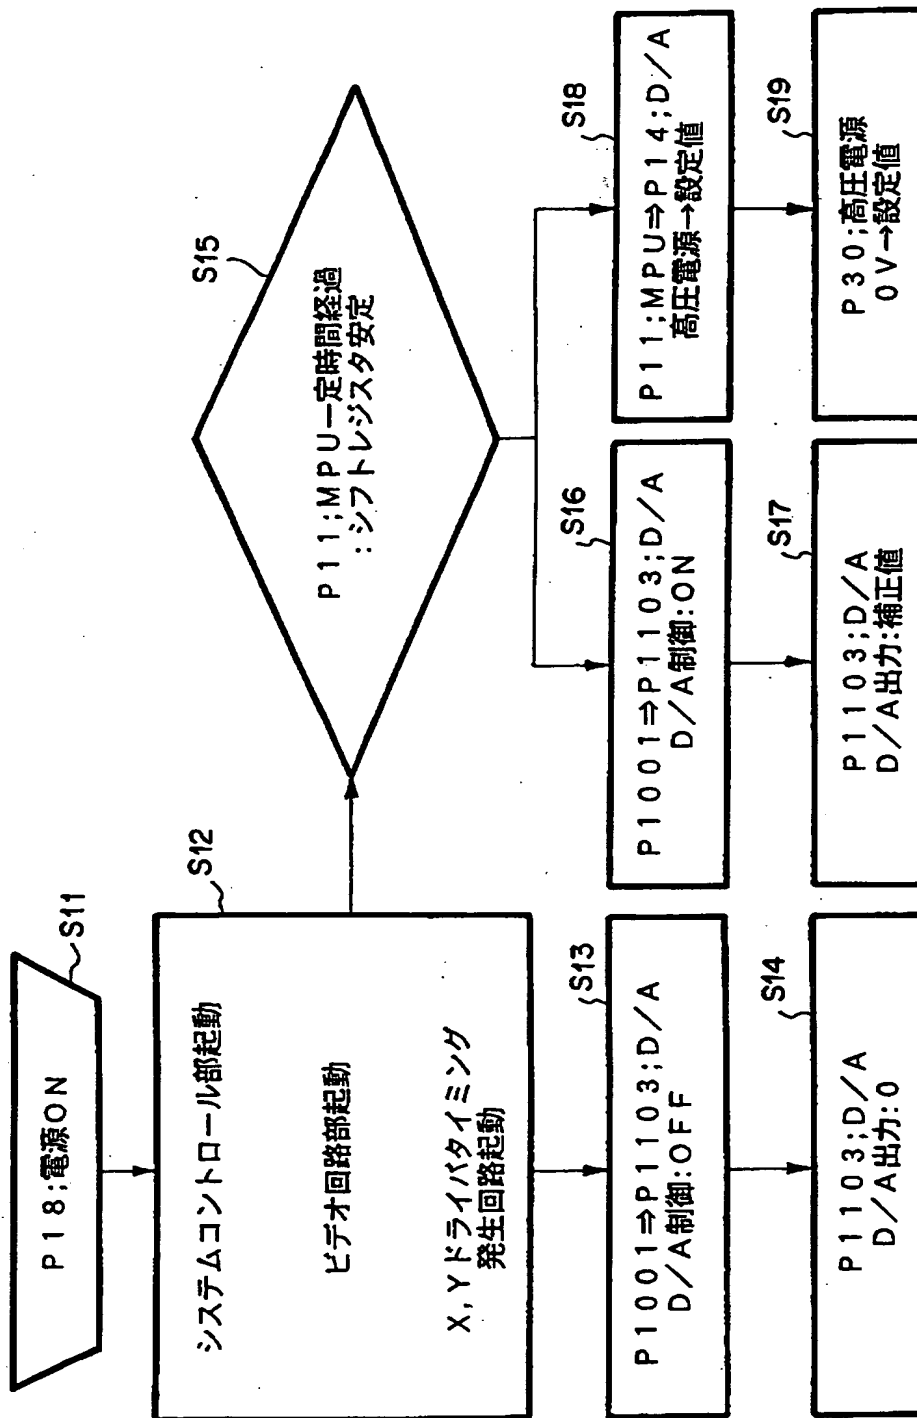 P18;電源ON
S11
システムコントロール部起動
ビデオ回路部起動
X,Yドライバタイミング
発生回路起動
S12
P1001⇒P1103;D/A
D/A制御:OFF
S13
P1103;D/A
D/A出力:0
S14
P11;MPU一定時間経過
:シフトレジスタ安定
S15
P1001⇒P1103;D/A
D/A制御:ON
S16
P1103;D/A
D/A出力:補正値
S17
P11;MPU⇒P14;D/A
高圧電源→設定値
S18
P30;高圧電源
0V→設定値
S19